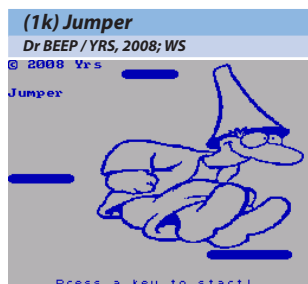 (1k) Jumper
Dr BEEP / YRS, 2008; WS
© 2008 Yrs
Jumper
Press a key to start!